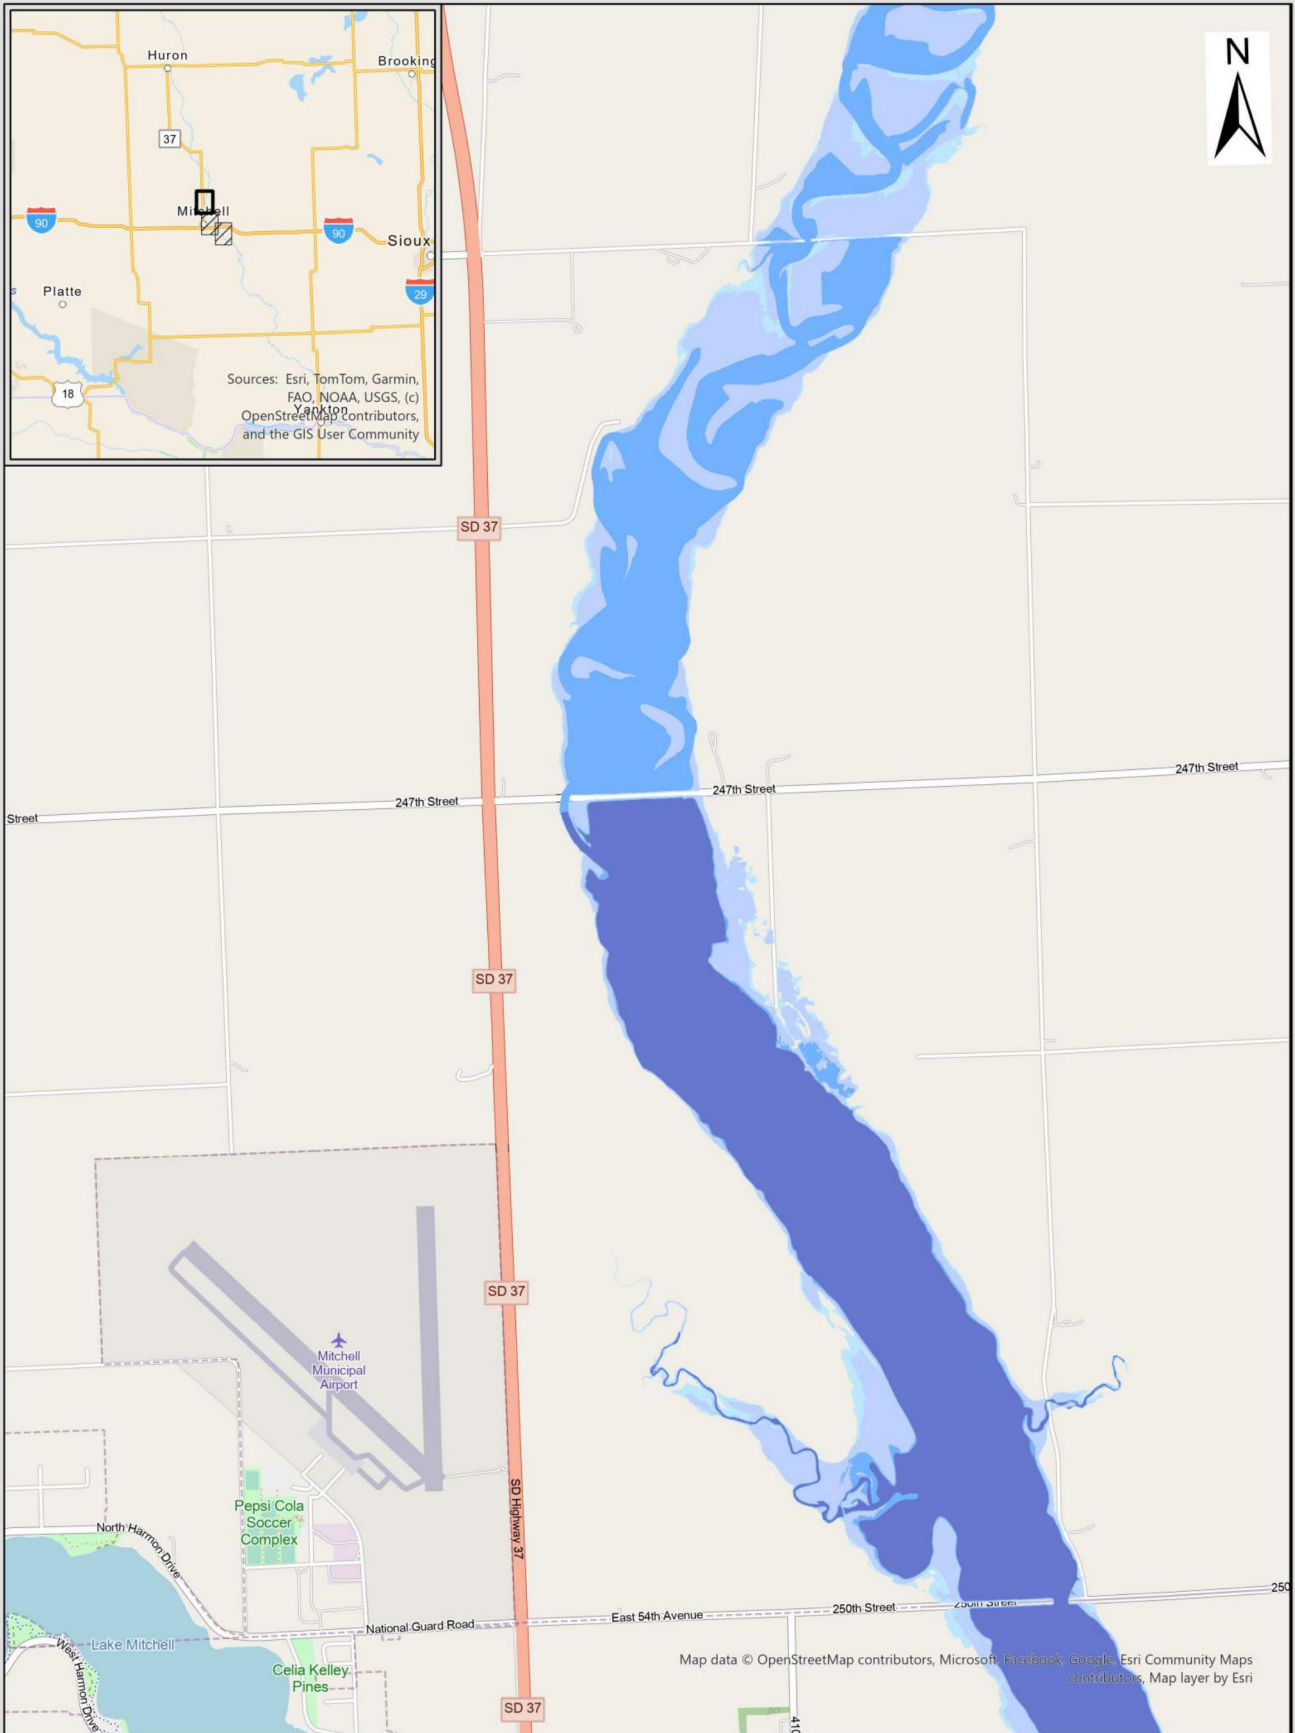 Huron
Brooking
37
Mitchell
90
90
Sioux
29
Platte
s
18
Yankton
Sources: Esri, TomTom, Garmin,
FAO, NOAA, USGS, (c)
OpenStreetMap contributors,
and the GIS User Community
N
SD 37
247th Street
247th Street
247th Street
Street
SD 37
SD 37
Mitchell
Municipal
Airport
Pepsi Cola
Soccer
Complex
SD Highway 37
North Harmon Drive
250
250th Street
250th Street
East 54th Avenue
National Guard Road
Lake Mitchell
West Harmon Drive
Celia Kelley
Pines
Map data © OpenStreetMap contributors, Microsoft, Facebook, Google, Esri Community Maps
contributors, Map layer by Esri
SD 37
410